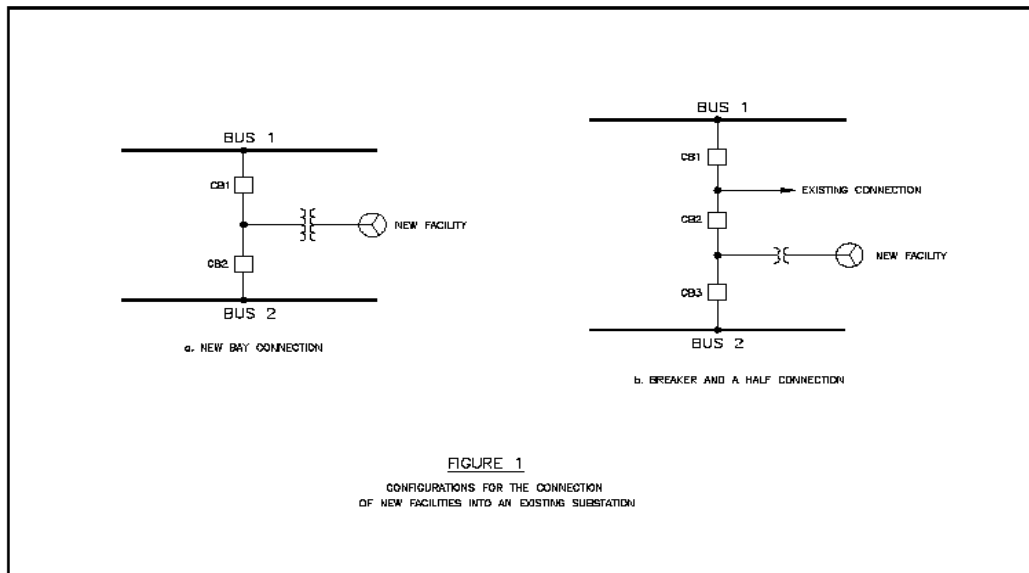 BUS 1
CB1
NEW FACILITY
CB2
BUS 2
a. NEW BAY CONNECTION
BUS 1
CB1
EXISTING CONNECTION
CB2
NEW FACILITY
CB3
BUS 2
b. BREAKER AND A HALF CONNECTION
FIGURE 1
CONFIGURATIONS FOR THE CONNECTION
OF NEW FACILITIES INTO AN EXISTING SUBSTATION